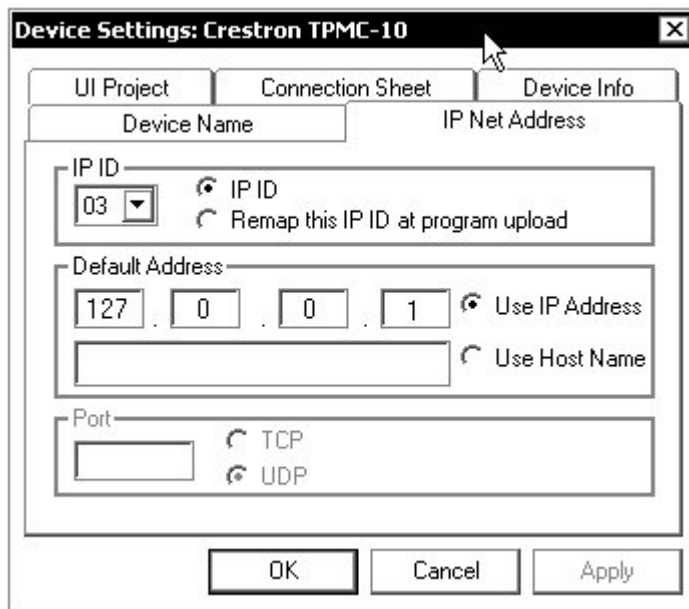 Device Settings: Crestron TPMC-10
UI Project Connection Sheet Device Info
Device Name IP Net Address
IP ID
03 IP ID
Remap this IP ID at program upload
Default Address
127 . 0 . 0 . 1 Use IP Address
Use Host Name
Port
TCP
UDP
OK Cancel Apply